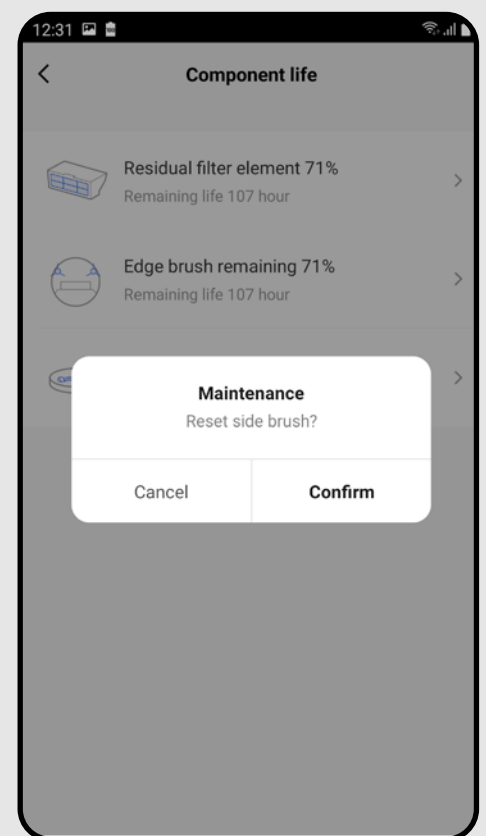 12:31
Component life
Residual filter element 71%
Remaining life 107 hour
Edge brush remaining 71%
Remaining life 107 hour
Maintenance
Reset side brush?
Cancel
Confirm